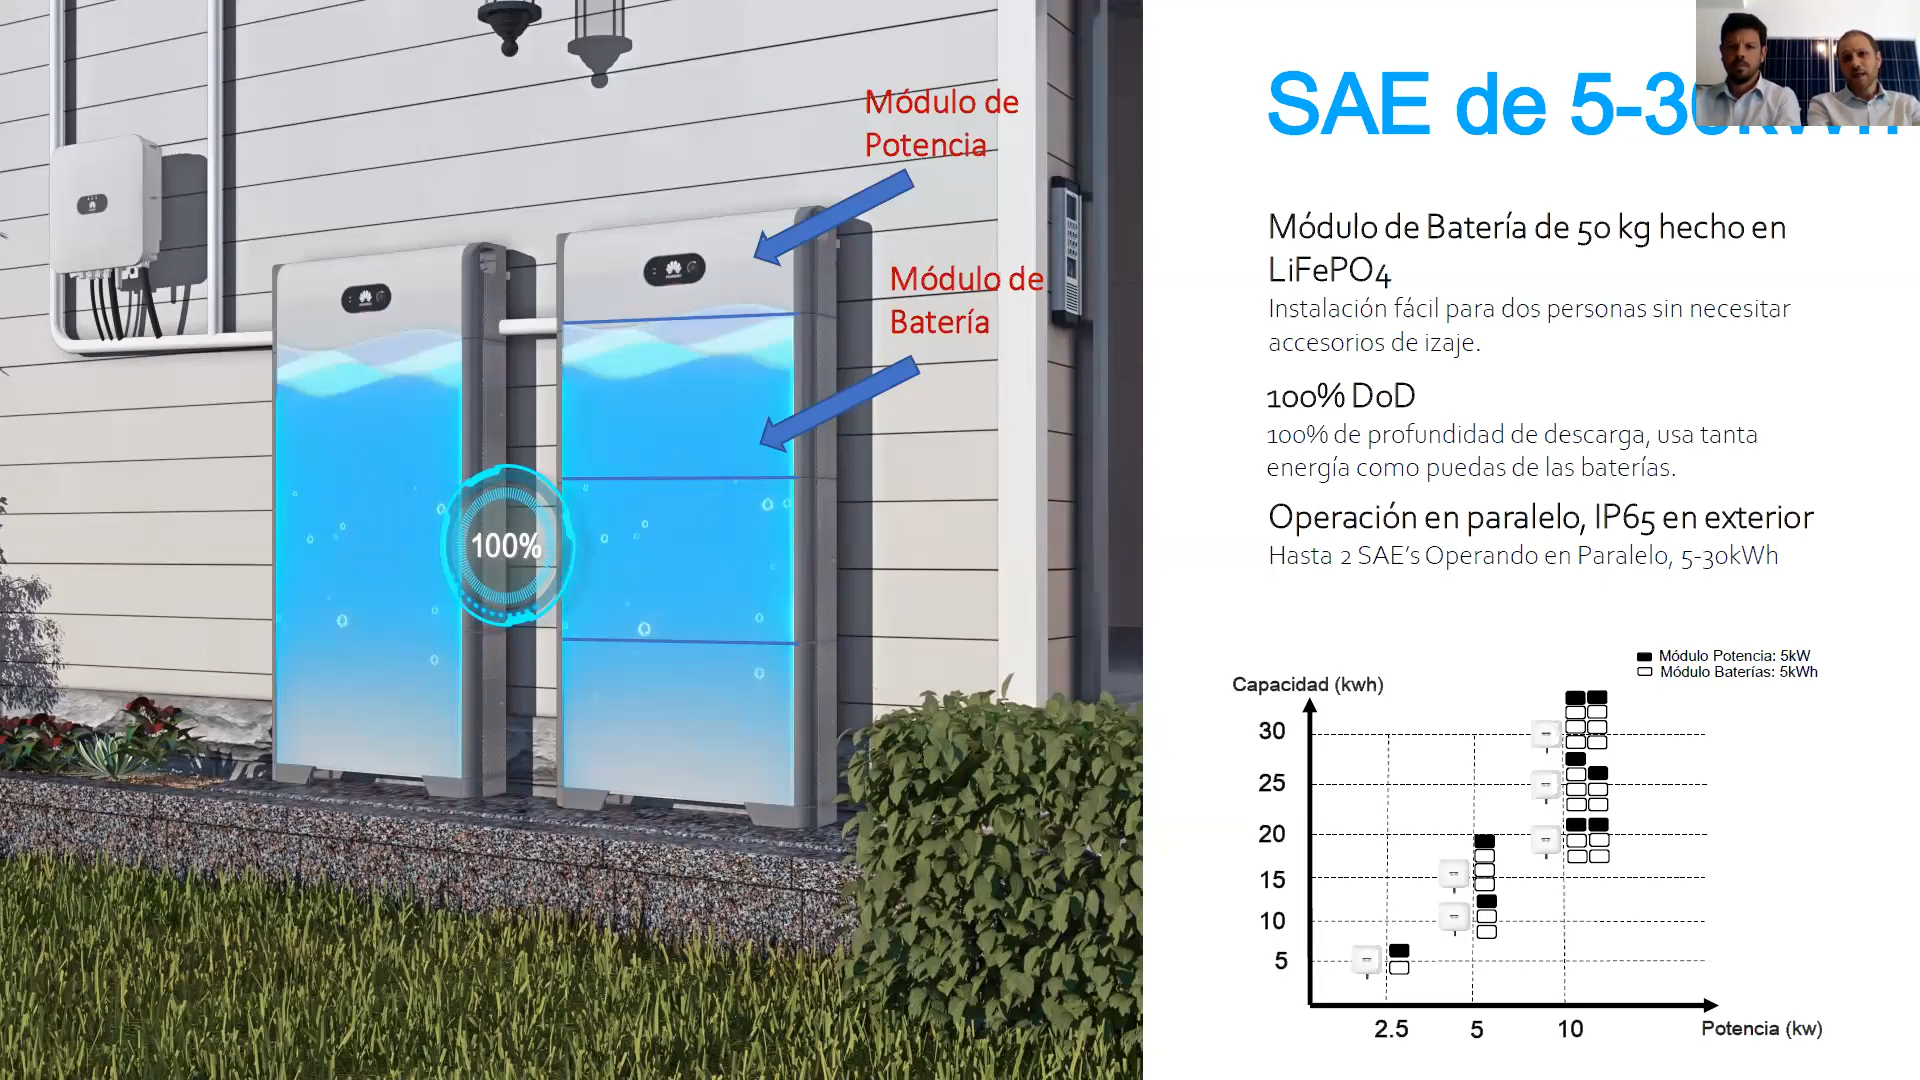 Módulo de
Potencia
Módulo de
Batería
100%
SAE de 5-30kWh
Módulo de Batería de 50 kg hecho en
LiFePO4
Instalación fácil para dos personas sin necesitar
accesorios de izaje.
100% DoD
100% de profundidad de descarga, usa tanta
energía como puedas de las baterías.
Operación en paralelo, IP65 en exterior
Hasta 2 SAE's Operando en Paralelo, 5-30kWh
Módulo Potencia: 5kW
Módulo Baterías: 5kWh
Capacidad (kwh)
30
25
20
15
10
5
2.5
5
10
Potencia (kw)